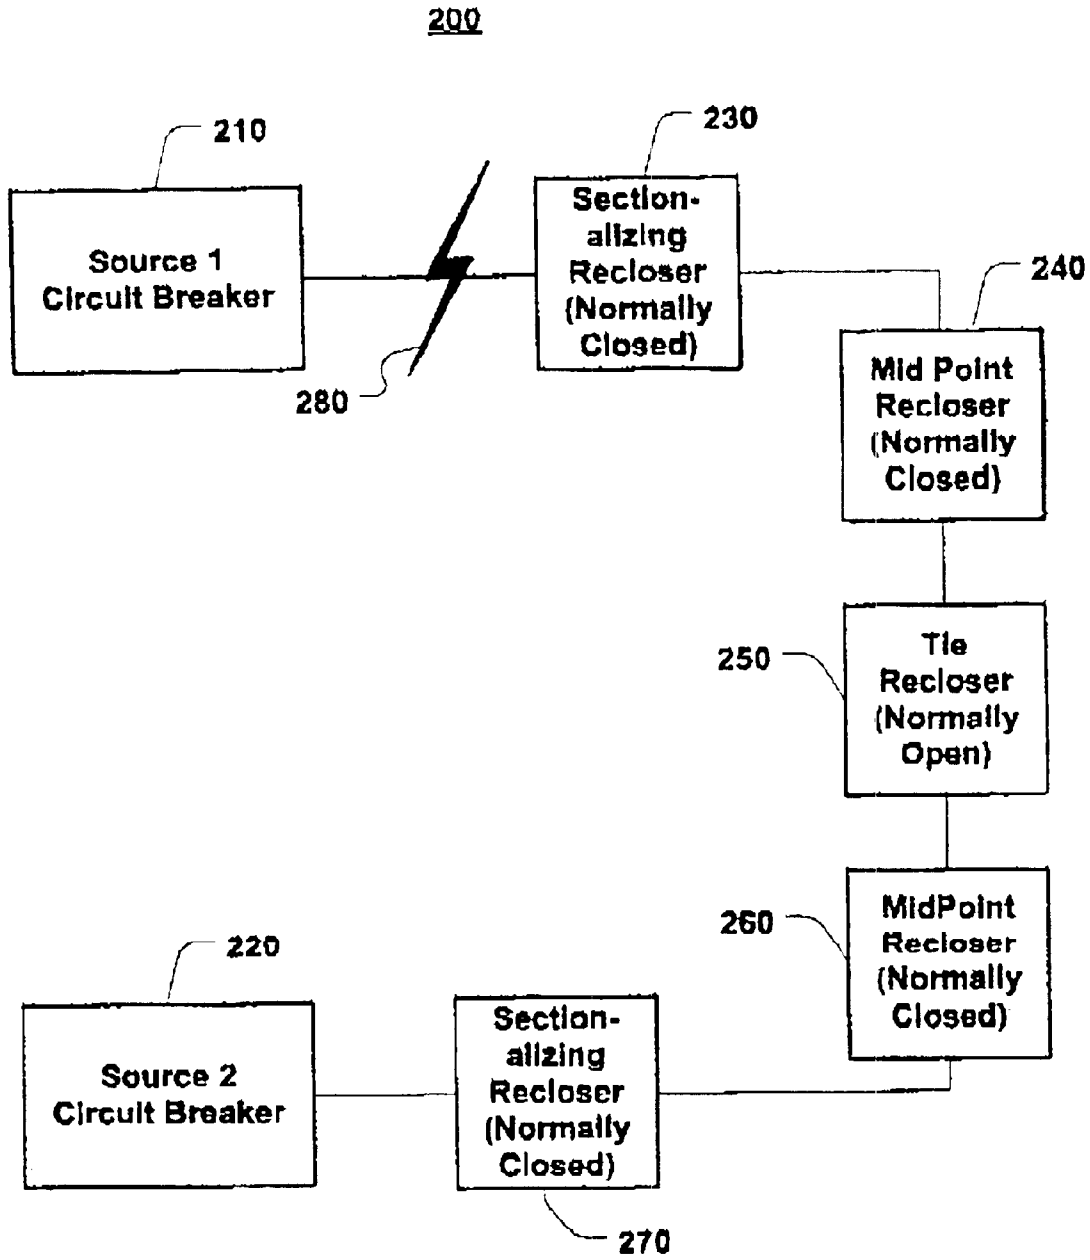 200
210
Source 1
Circuit Breaker
280
230
Section-
alizing
Recloser
(Normally
Closed)
240
Mid Point
Recloser
(Normally
Closed)
250
Tie
Recloser
(Normally
Open)
260
MidPoint
Recloser
(Normally
Closed)
220
Source 2
Circuit Breaker
Section-
alizing
Recloser
(Normally
Closed)
270